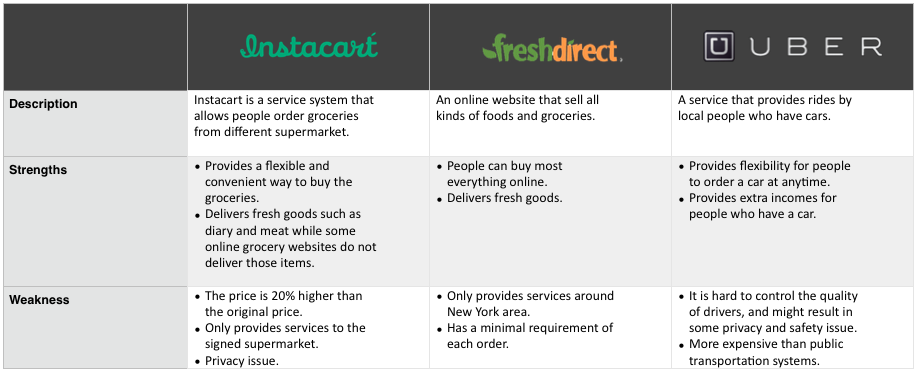 Instacart
freshdirect.
U UBER
Description
Instacart is a service system that
allows people order groceries
from different supermarket.
An online website that sell all
kinds of foods and groceries.
A service that provides rides by
local people who have cars.
Strengths
• Provides a flexible and
convenient way to buy the
groceries.
• Delivers fresh goods such as
diary and meat while some
online grocery websites do not
deliver those items.
• People can buy most
everything online.
• Delivers fresh goods.
• Provides flexibility for people
to order a car at anytime.
• Provides extra incomes for
people who have a car.
Weakness
• The price is 20% higher than
the original price.
• Only provides services to the
signed supermarket.
• Privacy issue.
• Only provides services around
New York area.
• Has a minimal requirement of
each order.
• It is hard to control the quality
of drivers, and might result in
some privacy and safety issue.
• More expensive than public
transportation systems.